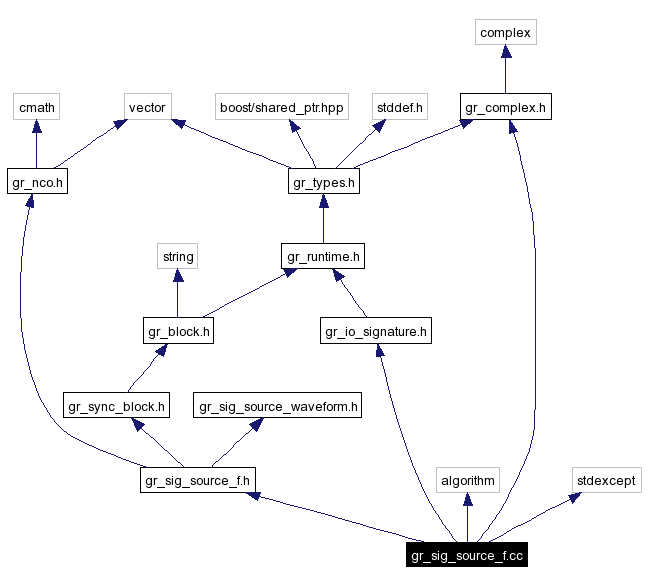 complex
cmath
vector
boost/shared_ptr.hpp
stddef.h
gr_complex.h
gr_nco.h
gr_types.h
string
gr_runtime.h
gr_block.h
gr_io_signature.h
gr_sync_block.h
gr_sig_source_waveform.h
gr_sig_source_f.h
algorithm
stdexcept
gr_sig_source_f.cc